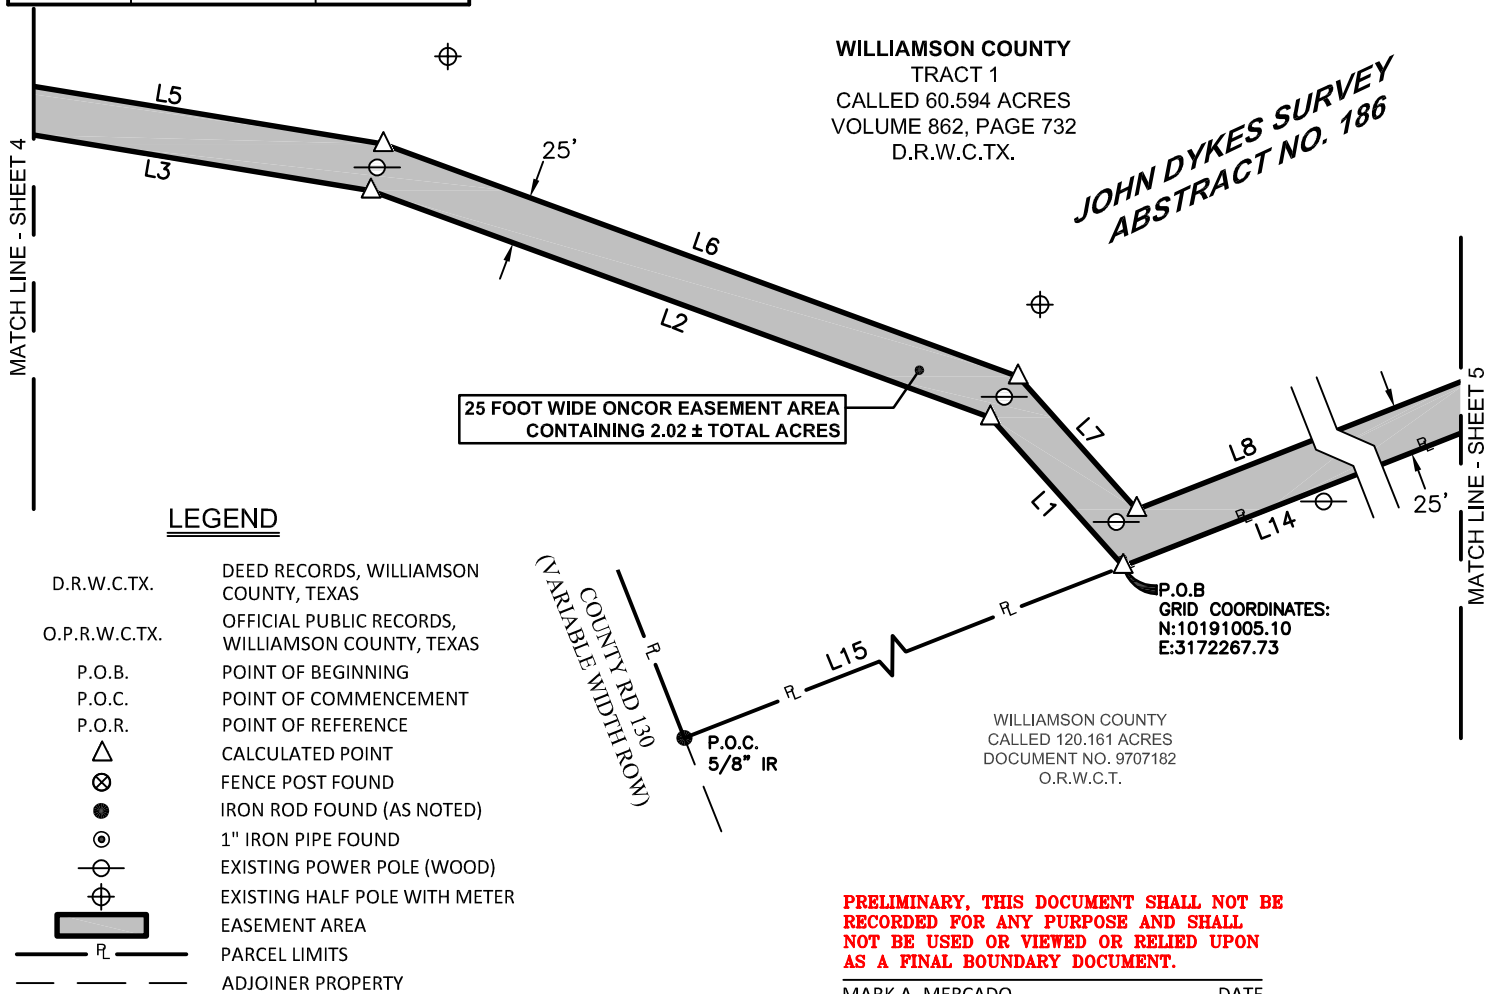 WILLIAMSON COUNTY
TRACT 1
CALLED 60.594 ACRES
VOLUME 862, PAGE 732
D.R.W.C.TX.
JOHN DYKES SURVEY
ABSTRACT NO. 186
MATCH LINE - SHEET 4
L5
L3
25'
L6
L2
25 FOOT WIDE ONCOR EASEMENT AREA
CONTAINING 2.02 ± TOTAL ACRES
L7
L1
L8
L14
25'
MATCH LINE - SHEET 5
P.O.B
GRID COORDINATES:
N:10191005.10
E:3172267.73
L15
COUNTY RD 130
(VARIABLE WIDTH ROW)
P.O.C.
5/8" IR
WILLIAMSON COUNTY
CALLED 120.161 ACRES
DOCUMENT NO. 9707182
O.R.W.C.T.
LEGEND
D.R.W.C.TX. DEED RECORDS, WILLIAMSON
COUNTY, TEXAS
O.P.R.W.C.TX. OFFICIAL PUBLIC RECORDS,
WILLIAMSON COUNTY, TEXAS
P.O.B. POINT OF BEGINNING
P.O.C. POINT OF COMMENCEMENT
P.O.R. POINT OF REFERENCE
CALCULATED POINT
FENCE POST FOUND
IRON ROD FOUND (AS NOTED)
1" IRON PIPE FOUND
EXISTING POWER POLE (WOOD)
EXISTING HALF POLE WITH METER
EASEMENT AREA
PL PARCEL LIMITS
ADJOINER PROPERTY
PRELIMINARY, THIS DOCUMENT SHALL NOT BE
RECORDED FOR ANY PURPOSE AND SHALL
NOT BE USED OR VIEWED OR RELIED UPON
AS A FINAL BOUNDARY DOCUMENT.
MARK A. MERCADO DATE